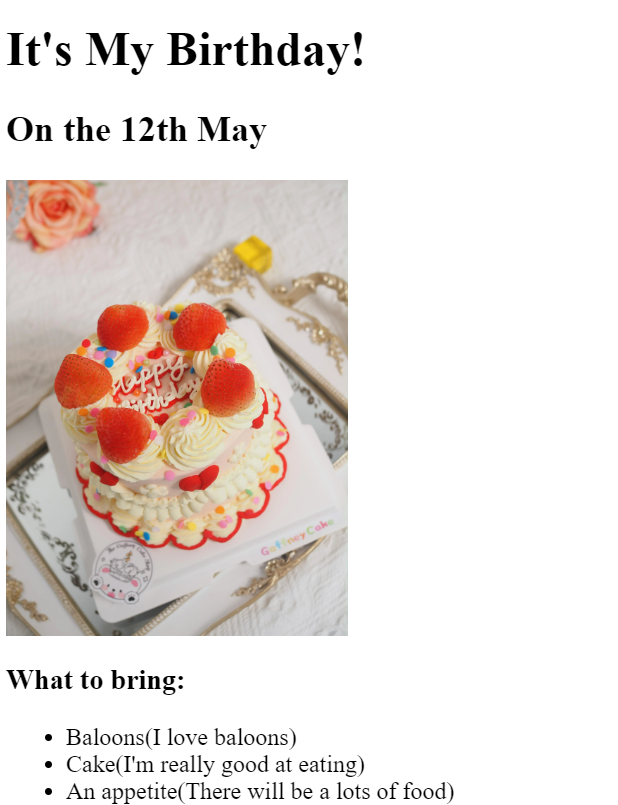 It's My Birthday!
On the 12th May
Happy
Birthday
Gaffney Cake
What to bring:
Baloons(I love baloons)
Cake(I'm really good at eating)
An appetite(There will be a lots of food)